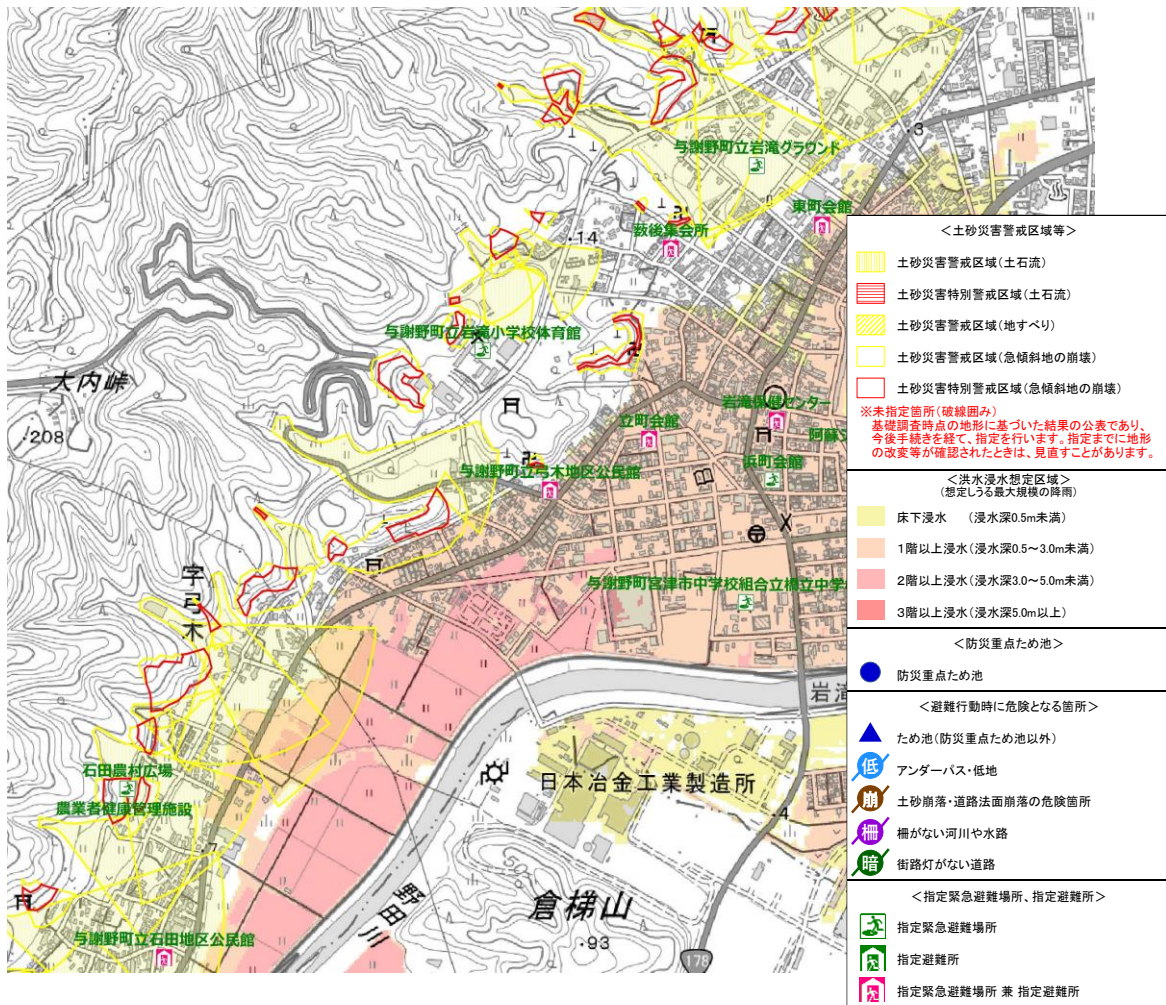 与謝野町立岩滝グラウンド
・3
東町会館
藪後集会所
・14
与謝野町立岩滝小学校体育館
大内峠
・208
岩滝保健センター
立町会館
浜町会館
与謝野町立弓木地区公民館
字弓木
与謝野町宮津市中学校組合立橋立中学
岩滝
石田農村広場
農業者健康管理施設
・7
日本冶金工業製造所
・4
野田川
倉梯山
・93
与謝野町立石田地区公民館
178
＜土砂災害警戒区域等＞
土砂災害警戒区域（土石流）
土砂災害特別警戒区域（土石流）
土砂災害警戒区域（地すべり）
土砂災害警戒区域（急傾斜地の崩壊）
土砂災害特別警戒区域（急傾斜地の崩壊）
※未指定箇所（破線囲み）
基礎調査時点の地形に基づいた結果の公表であり、
今後手続きを経て、指定を行います。指定までに地形
の改変等が確認されたときは、見直すことがあります。
＜洪水浸水想定区域＞
（想定しうる最大規模の降雨）
床下浸水　（浸水深0.5m未満）
１階以上浸水（浸水深0.5～3.0m未満）
２階以上浸水（浸水深3.0～5.0m未満）
３階以上浸水（浸水深5.0m以上）
＜防災重点ため池＞
防災重点ため池
＜避難行動時に危険となる箇所＞
ため池（防災重点ため池以外）
低 アンダーパス・低地
崩 土砂崩落・道路法面崩落の危険箇所
柵 柵がない河川や水路
暗 街路灯がない道路
＜指定緊急避難場所、指定避難所＞
指定緊急避難場所
指定避難所
指定緊急避難場所 兼 指定避難所